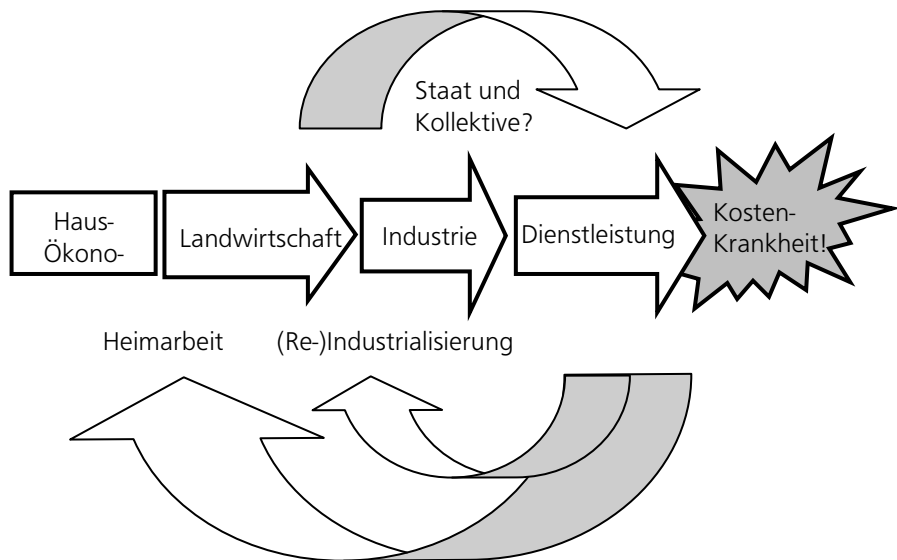 Staat und
Kollektive?
Haus-
Ökono-
Landwirtschaft
Industrie
Dienstleistung
Kosten-
Krankheit!
Heimarbeit
(Re-)Industrialisierung